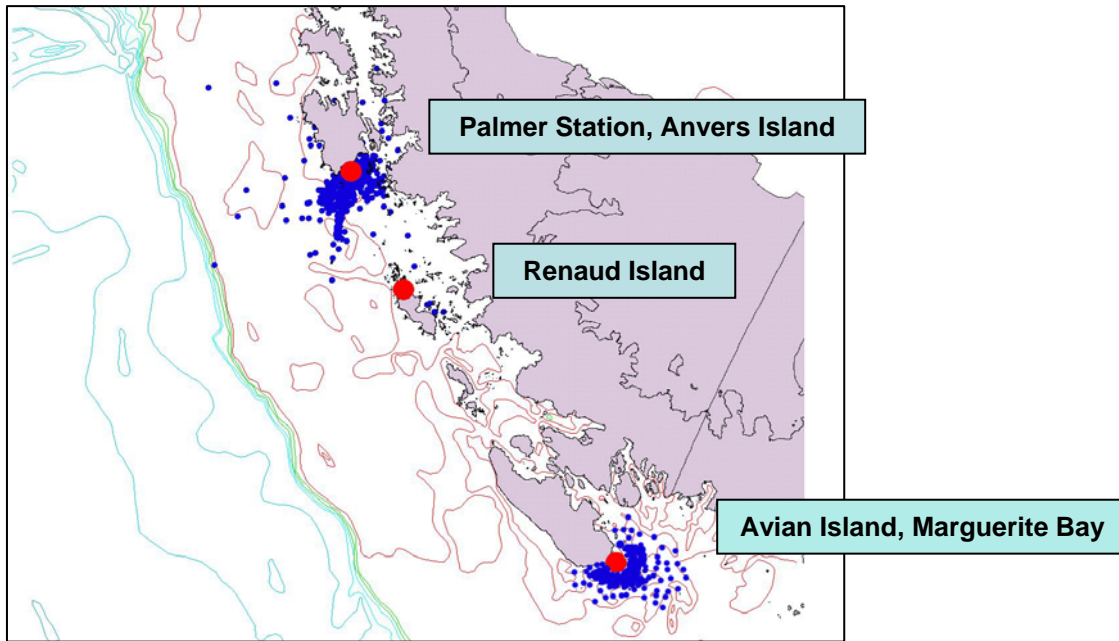 Palmer Station, Anvers Island
Renaud Island
Avian Island, Marguerite Bay